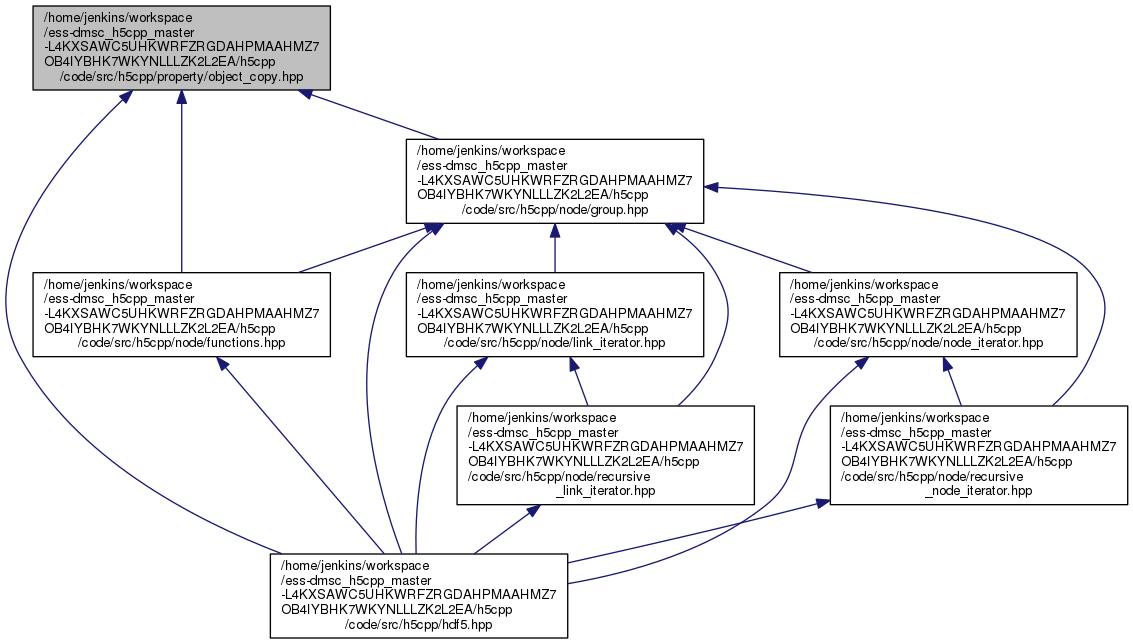 /home/jenkins/workspace
/ess-dmsc_h5cpp_master
-L4KXSAWC5UHKWRFZRGDAHPMAAHMZ7
OB4IYBHK7WKYNLLLZK2L2EA/h5cpp
/code/src/h5cpp/property/object_copy.hpp
/home/jenkins/workspace
/ess-dmsc_h5cpp_master
-L4KXSAWC5UHKWRFZRGDAHPMAAHMZ7
OB4IYBHK7WKYNLLLZK2L2EA/h5cpp
/code/src/h5cpp/node/group.hpp
/home/jenkins/workspace
/ess-dmsc_h5cpp_master
-L4KXSAWC5UHKWRFZRGDAHPMAAHMZ7
OB4IYBHK7WKYNLLLZK2L2EA/h5cpp
/code/src/h5cpp/node/functions.hpp
/home/jenkins/workspace
/ess-dmsc_h5cpp_master
-L4KXSAWC5UHKWRFZRGDAHPMAAHMZ7
OB4IYBHK7WKYNLLLZK2L2EA/h5cpp
/code/src/h5cpp/node/link_iterator.hpp
/home/jenkins/workspace
/ess-dmsc_h5cpp_master
-L4KXSAWC5UHKWRFZRGDAHPMAAHMZ7
OB4IYBHK7WKYNLLLZK2L2EA/h5cpp
/code/src/h5cpp/node/node_iterator.hpp
/home/jenkins/workspace
/ess-dmsc_h5cpp_master
-L4KXSAWC5UHKWRFZRGDAHPMAAHMZ7
OB4IYBHK7WKYNLLLZK2L2EA/h5cpp
/code/src/h5cpp/node/recursive
_link_iterator.hpp
/home/jenkins/workspace
/ess-dmsc_h5cpp_master
-L4KXSAWC5UHKWRFZRGDAHPMAAHMZ7
OB4IYBHK7WKYNLLLZK2L2EA/h5cpp
/code/src/h5cpp/node/recursive
_node_iterator.hpp
/home/jenkins/workspace
/ess-dmsc_h5cpp_master
-L4KXSAWC5UHKWRFZRGDAHPMAAHMZ7
OB4IYBHK7WKYNLLLZK2L2EA/h5cpp
/code/src/h5cpp/hdf5.hpp